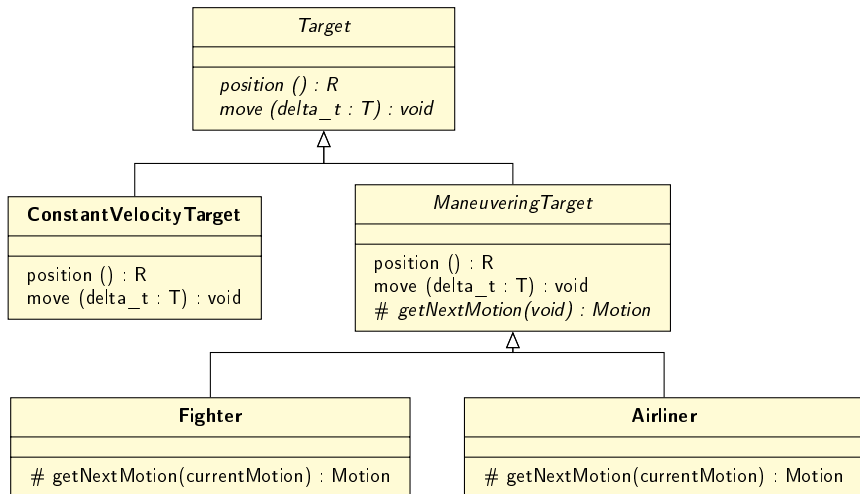 Target
position () : R
move (delta_t : T) : void
ConstantVelocityTarget
position () : R
move (delta_t : T) : void
ManeuveringTarget
position () : R
move (delta_t : T) : void
# getNextMotion(void) : Motion
Fighter
# getNextMotion(currentMotion) : Motion
Airliner
# getNextMotion(currentMotion) : Motion